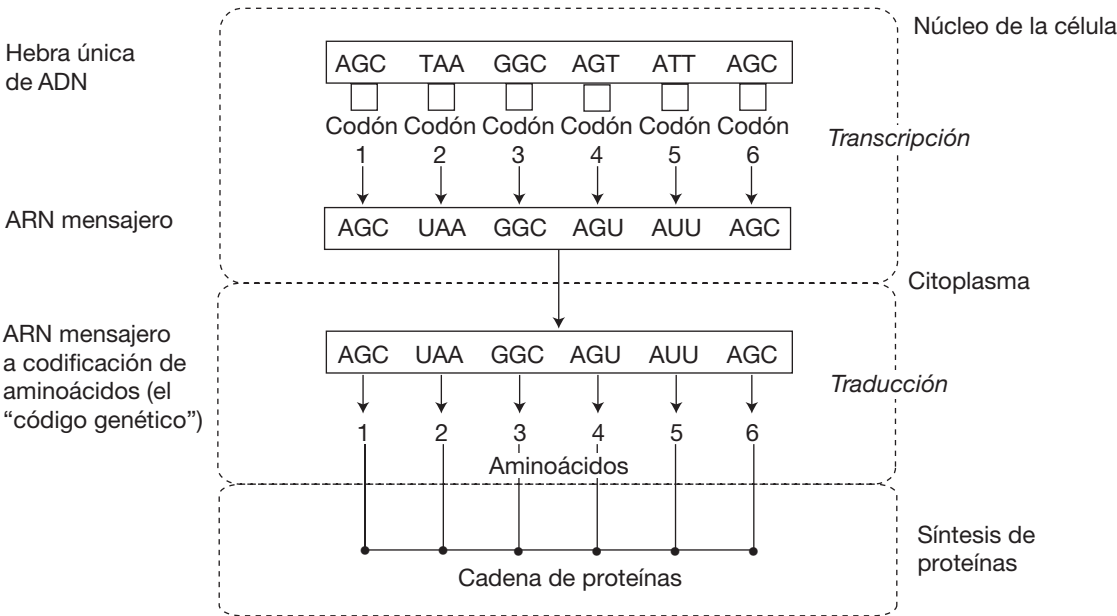 Núcleo de la célula
Hebra única
de ADN
AGC TAA GGC AGT ATT AGC
Codón Codón Codón Codón Codón Codón
1 2 3 4 5 6
Transcripción
ARN mensajero
AGC UAA GGC AGU AUU AGC
Citoplasma
ARN mensajero
a codificación de
aminoácidos (el
“código genético”)
AGC UAA GGC AGU AUU AGC
Traducción
1 2 3 4 5 6
Aminoácidos
Síntesis de
proteínas
Cadena de proteínas